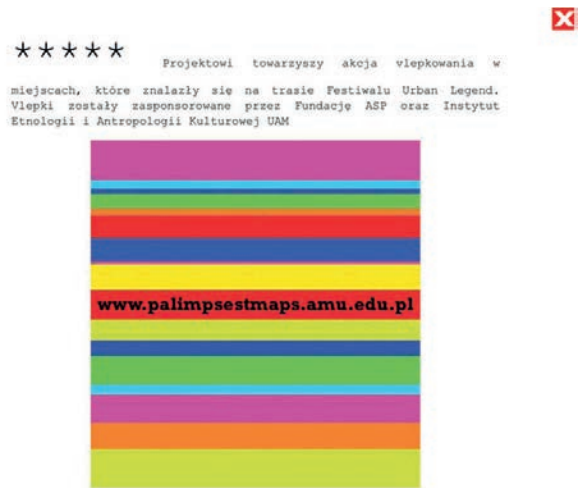 ***** Projektowi towarzyszy akcja vlepkowania w
miejscach, które znalazły się na trasie Festiwalu Urban Legend.
Vlepki zostały zasponsorowane przez Fundację ASP oraz Instytut
Etnologii i Antropologii Kulturowej UAM
www.palimpsestmaps.amu.edu.pl